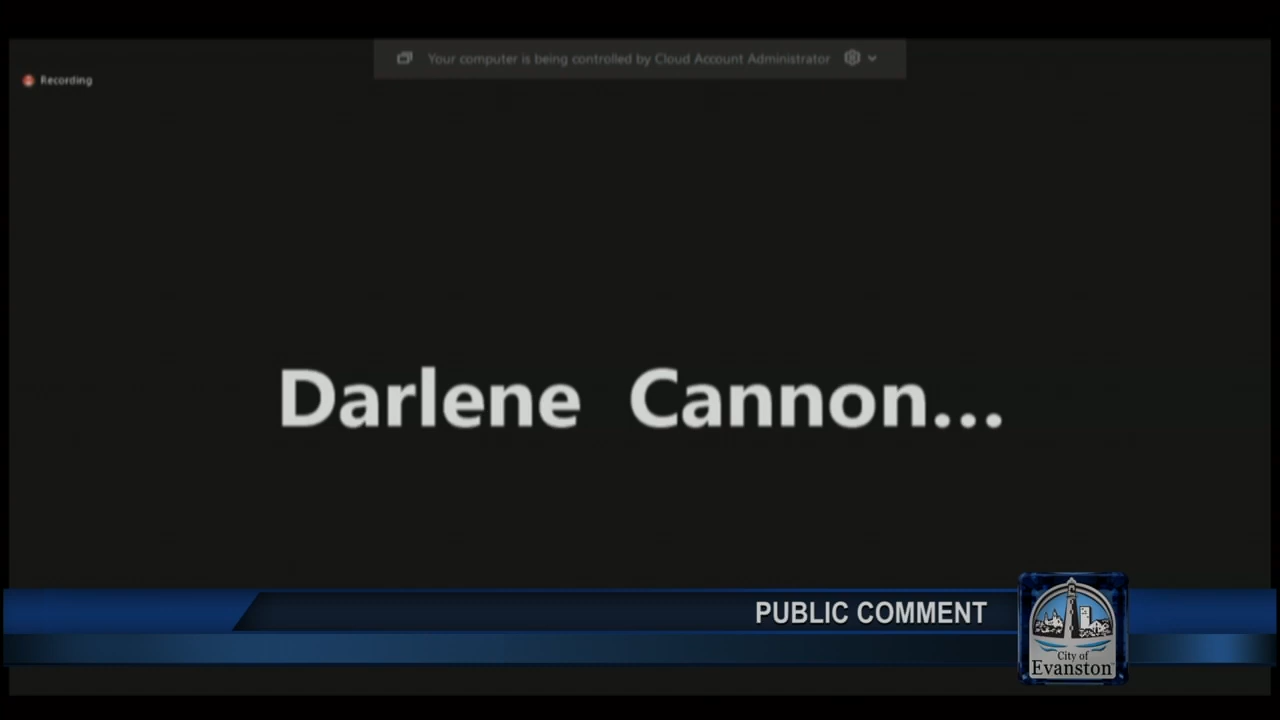 Your computer is being controlled by Cloud Account Administrator
Recording
Darlene Cannon...
PUBLIC COMMENT
City of
Evanston